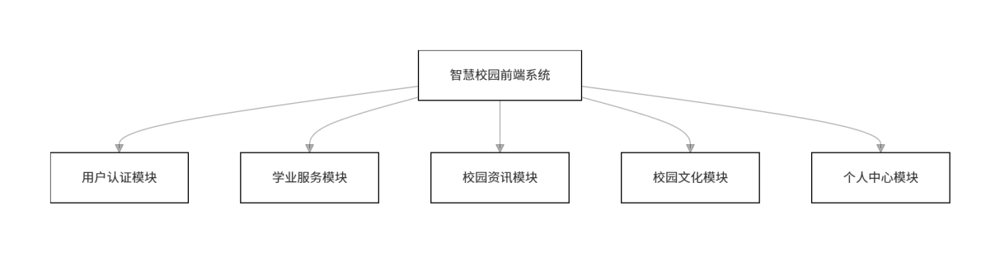 智慧校园前端系统
用户认证模块
学业服务模块
校园资讯模块
校园文化模块
个人中心模块